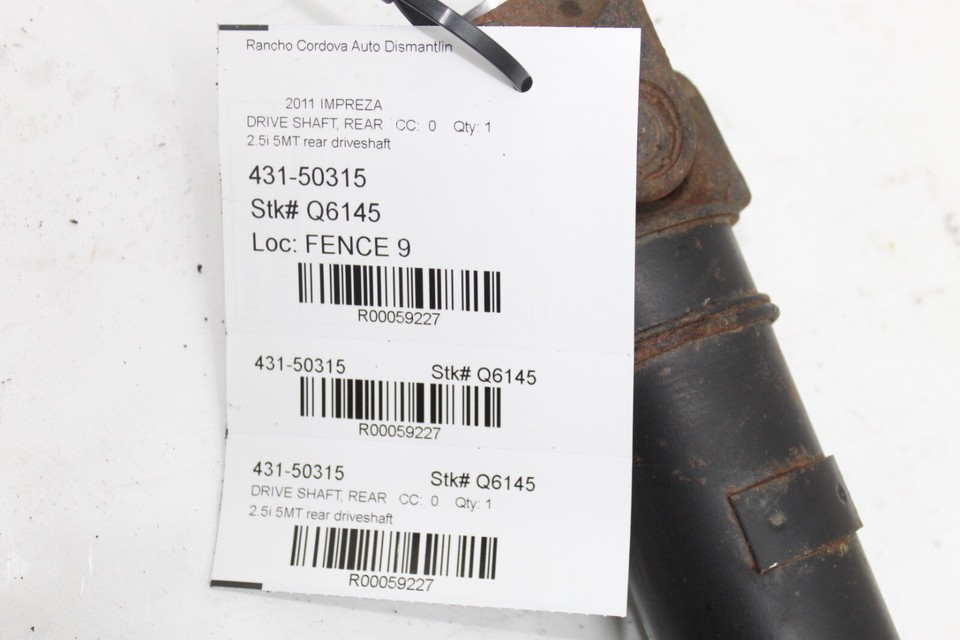 Rancho Cordova Auto Dismantlin
2011 IMPREZA
DRIVE SHAFT, REAR CC: 0 Qty: 1
2.5i 5MT rear driveshaft
431-50315
Stk# Q6145
Loc: FENCE 9
R00059227
431-50315 Stk# Q6145
R00059227
431-50315 Stk# Q6145
DRIVE SHAFT, REAR CC: 0 Qty: 1
2.5i 5MT rear driveshaft
R00059227